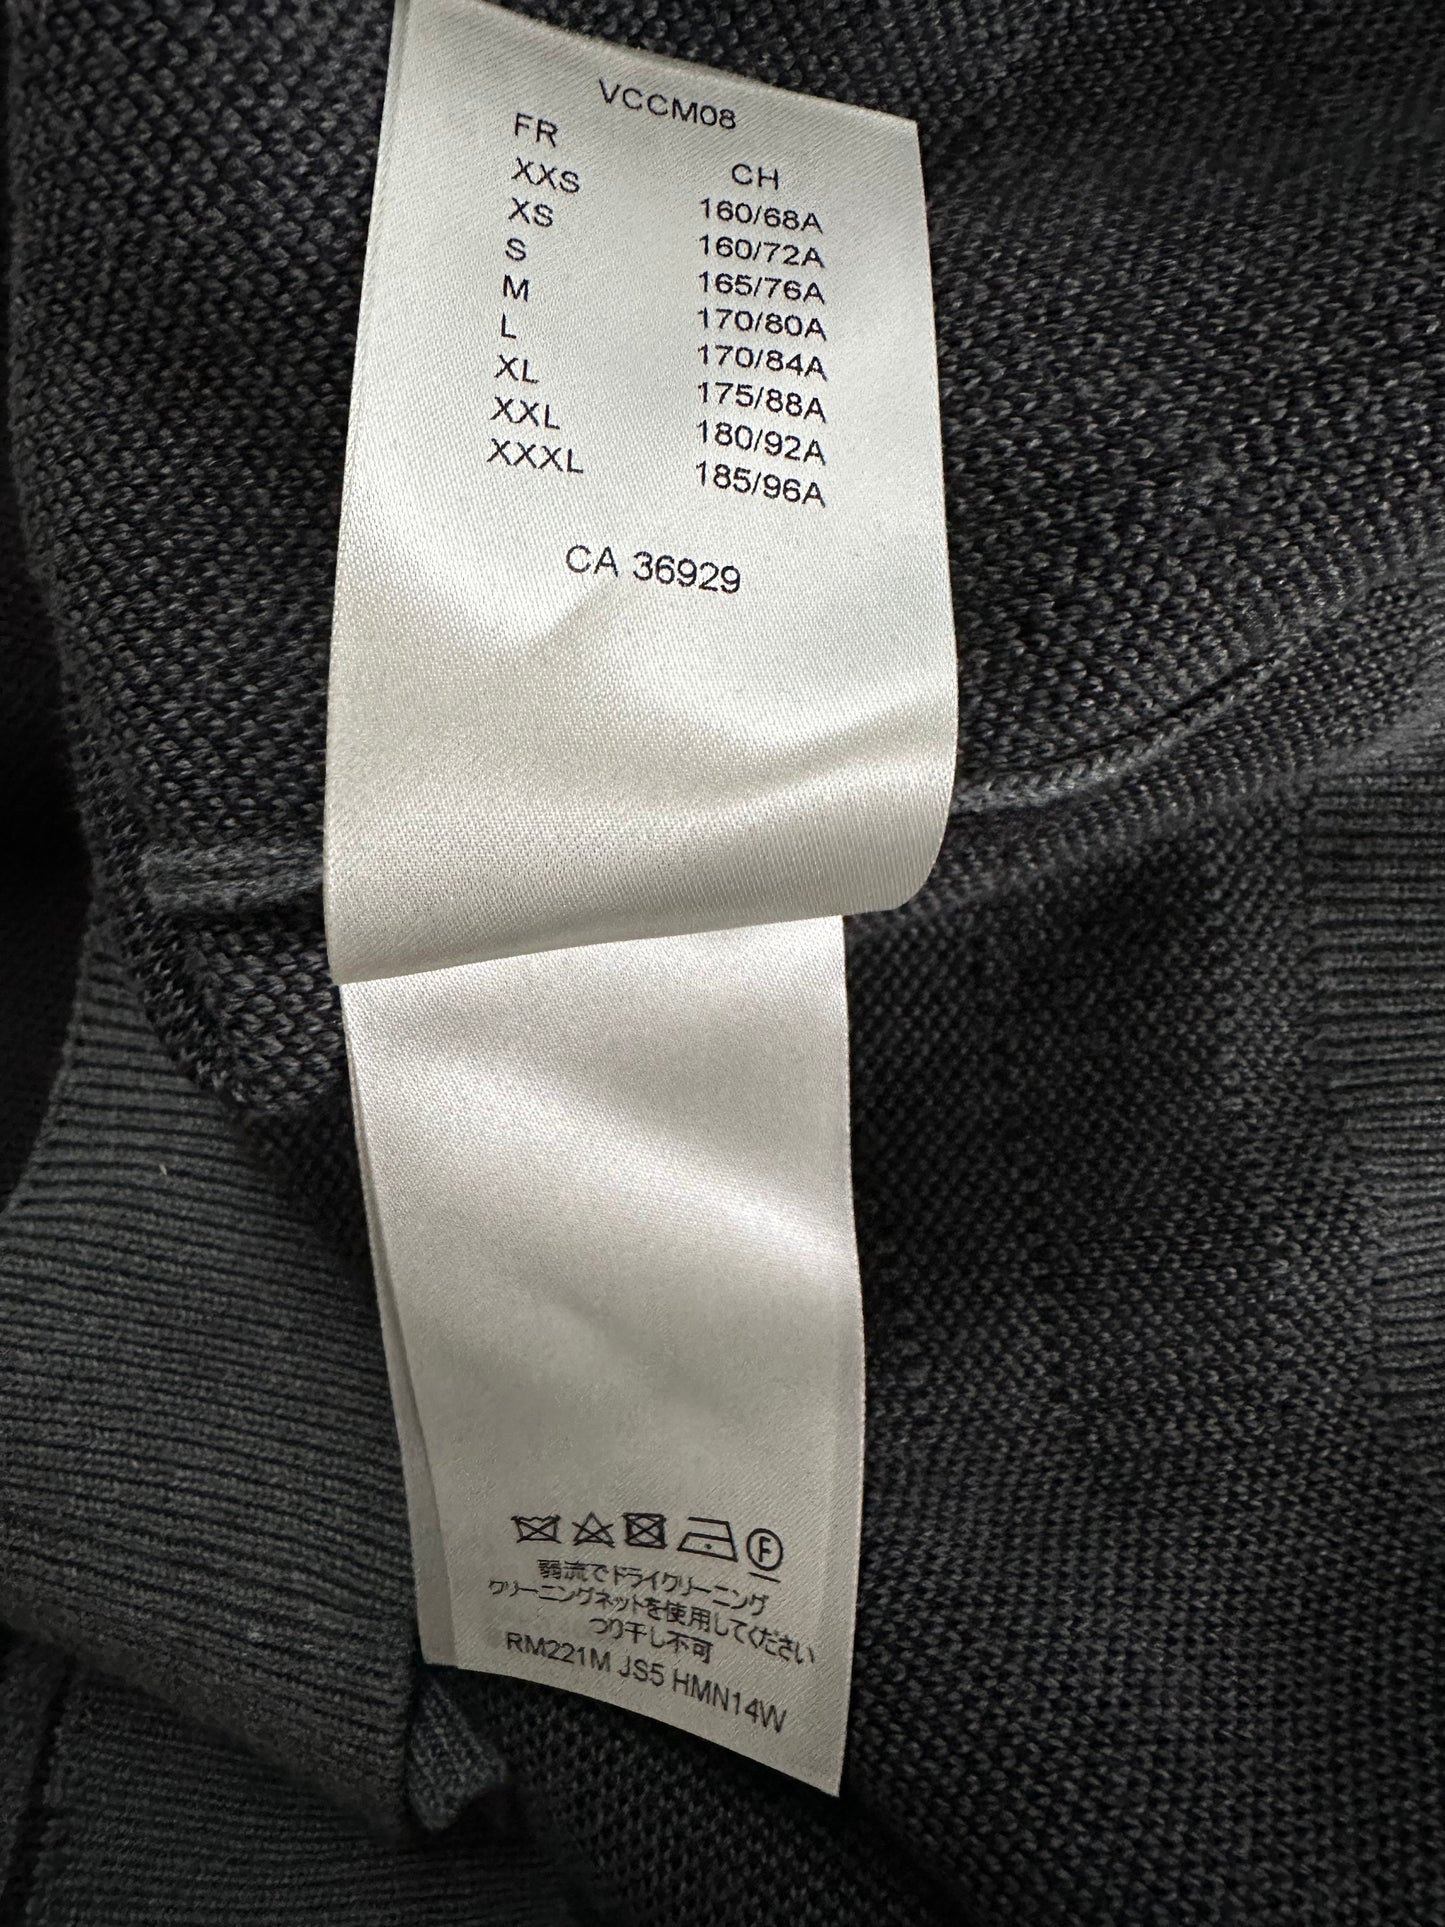 VCCM08
FR CH
XXS 160/68A
XS 160/72A
S 165/76A
M 170/80A
L 170/84A
XL 175/88A
XXL 180/92A
XXXL 185/96A
CA 36929
F
弱流でドライクリーニング
クリーニングネットを使用してください
つり干し不可
RM221M JS5 HMN14W